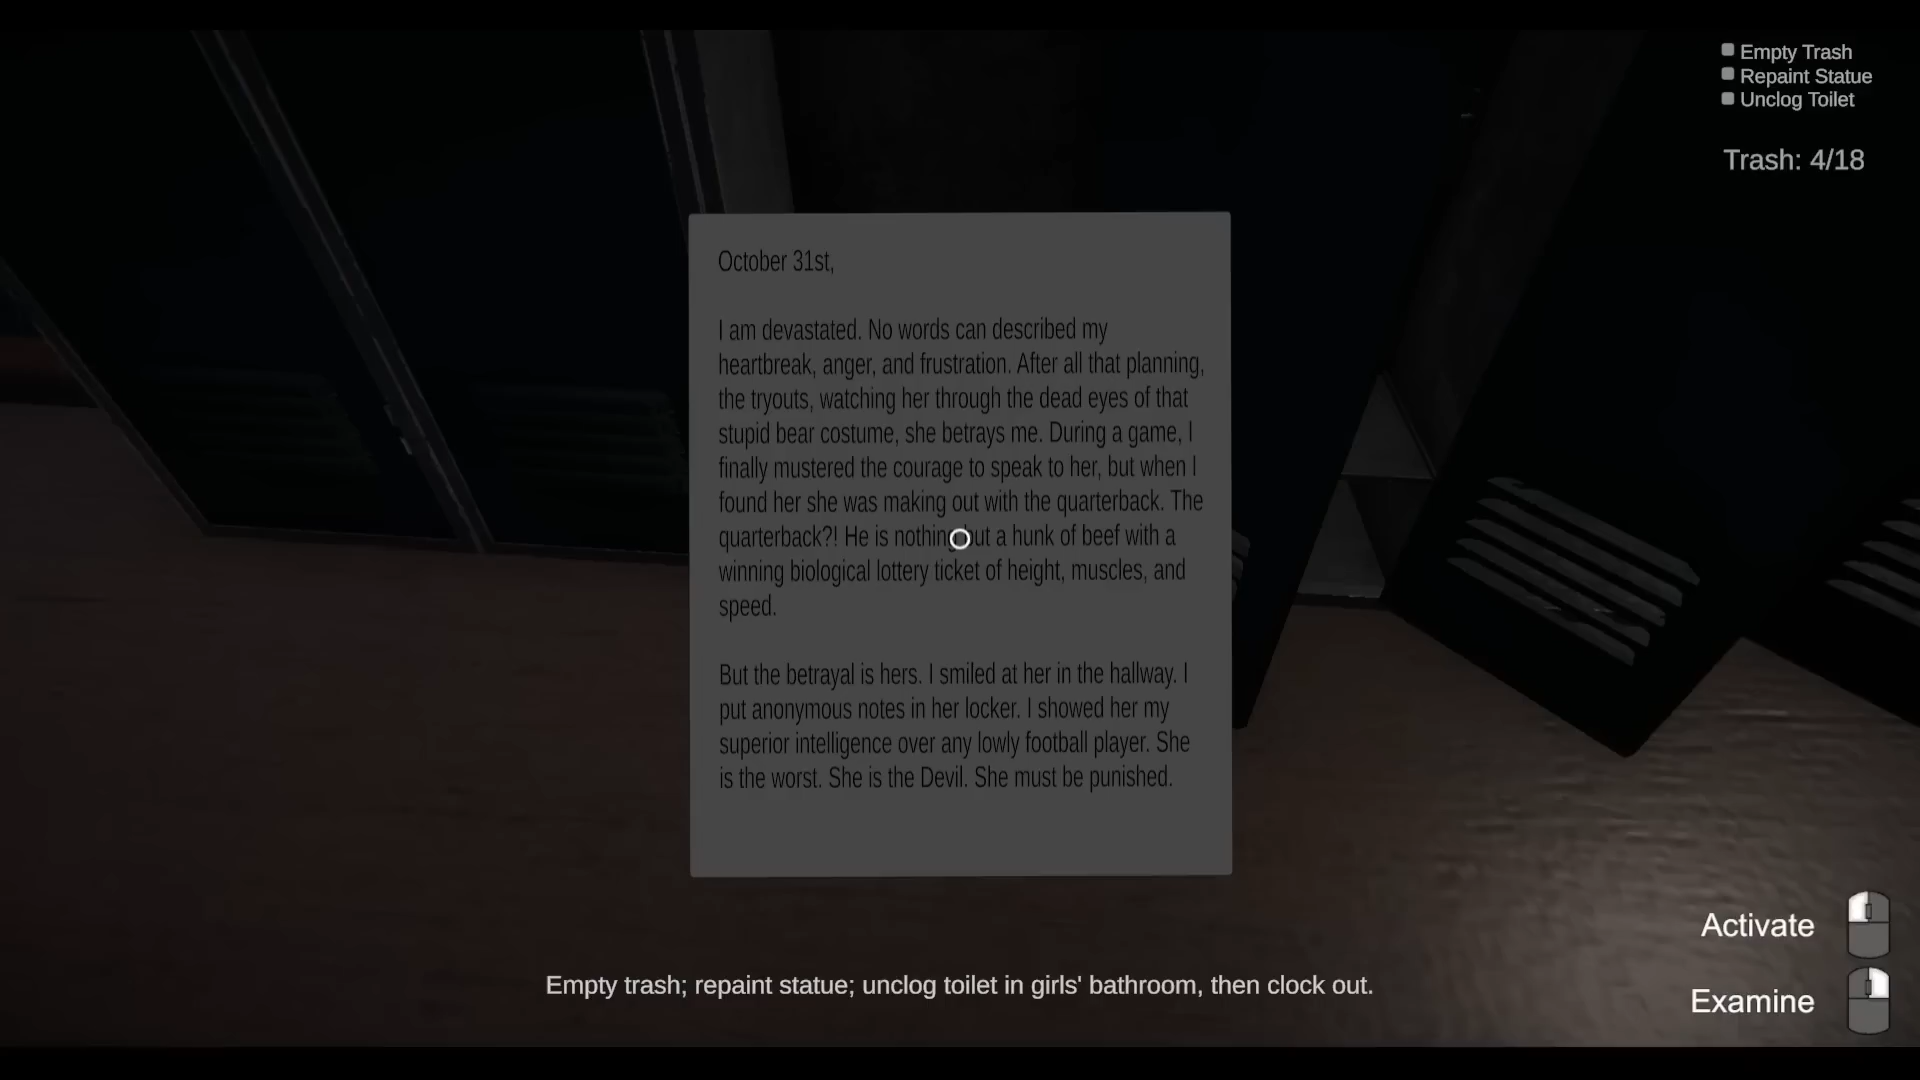 Empty Trash
Repaint Statue
Unclog Toilet
Trash: 4/18
October 31st,
I am devastated. No words can described my
heartbreak, anger, and frustration. After all that planning,
the tryouts, watching her through the dead eyes of that
stupid bear costume, she betrays me. During a game, I
finally mustered the courage to speak to her, but when I
found her she was making out with the quarterback. The
quarterback?! He is nothing but a hunk of beef with a
winning biological lottery ticket of height, muscles, and
speed.
But the betrayal is hers. I smiled at her in the hallway. I
put anonymous notes in her locker. I showed her my
superior intelligence over any lowly football player. She
is the worst. She is the Devil. She must be punished.
Activate
Empty trash; repaint statue; unclog toilet in girls' bathroom, then clock out.
Examine